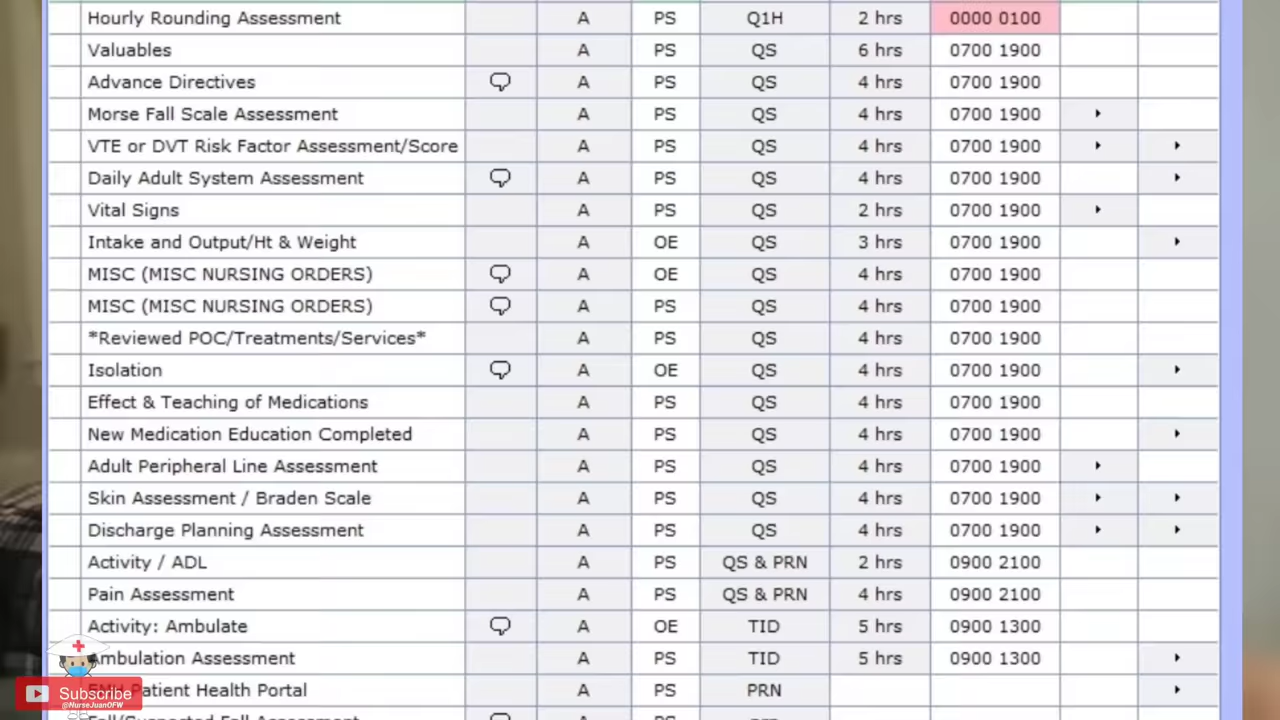 Hourly Rounding Assessment A PS Q1H 2 hrs 0000 0100
Valuables A PS QS 6 hrs 0700 1900
Advance Directives A PS QS 4 hrs 0700 1900
Morse Fall Scale Assessment A PS QS 4 hrs 0700 1900
VTE or DVT Risk Factor Assessment/Score A PS QS 4 hrs 0700 1900
Daily Adult System Assessment A PS QS 4 hrs 0700 1900
Vital Signs A PS QS 2 hrs 0700 1900
Intake and Output/Ht & Weight A OE QS 3 hrs 0700 1900
MISC (MISC NURSING ORDERS) A OE QS 4 hrs 0700 1900
MISC (MISC NURSING ORDERS) A PS QS 4 hrs 0700 1900
*Reviewed POC/Treatments/Services* A PS QS 4 hrs 0700 1900
Isolation A OE QS 4 hrs 0700 1900
Effect & Teaching of Medications A PS QS 4 hrs 0700 1900
New Medication Education Completed A PS QS 4 hrs 0700 1900
Adult Peripheral Line Assessment A PS QS 4 hrs 0700 1900
Skin Assessment / Braden Scale A PS QS 4 hrs 0700 1900
Discharge Planning Assessment A PS QS 4 hrs 0700 1900
Activity / ADL A PS QS & PRN 2 hrs 0900 2100
Pain Assessment A PS QS & PRN 4 hrs 0900 2100
Activity: Ambulate A OE TID 5 hrs 0900 1300
Ambulation Assessment A PS TID 5 hrs 0900 1300
Patient Health Portal A PS PRN
Subscribe
@NurseJuanOFW